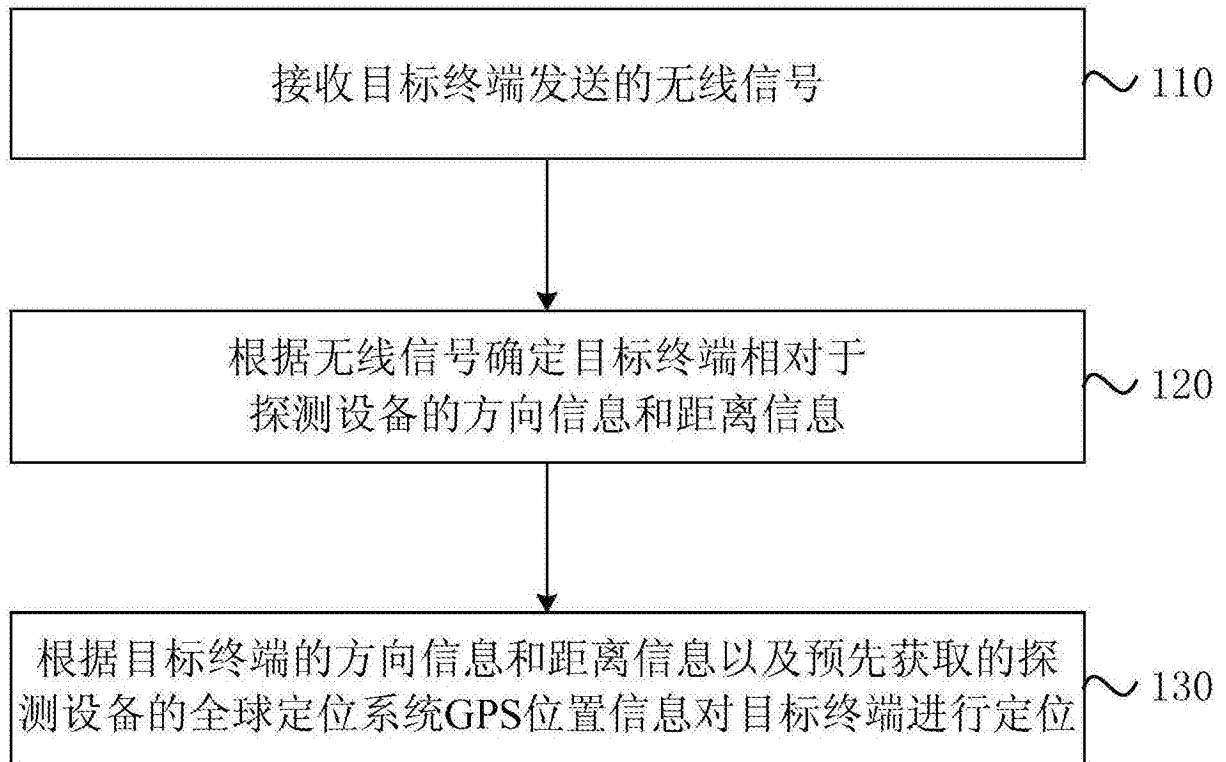 接收目标终端发送的无线信号
110
根据无线信号确定目标终端相对于
探测设备的方向信息和距离信息
120
根据目标终端的方向信息和距离信息以及预先获取的探
测设备的全球定位系统GPS位置信息对目标终端进行定位
130